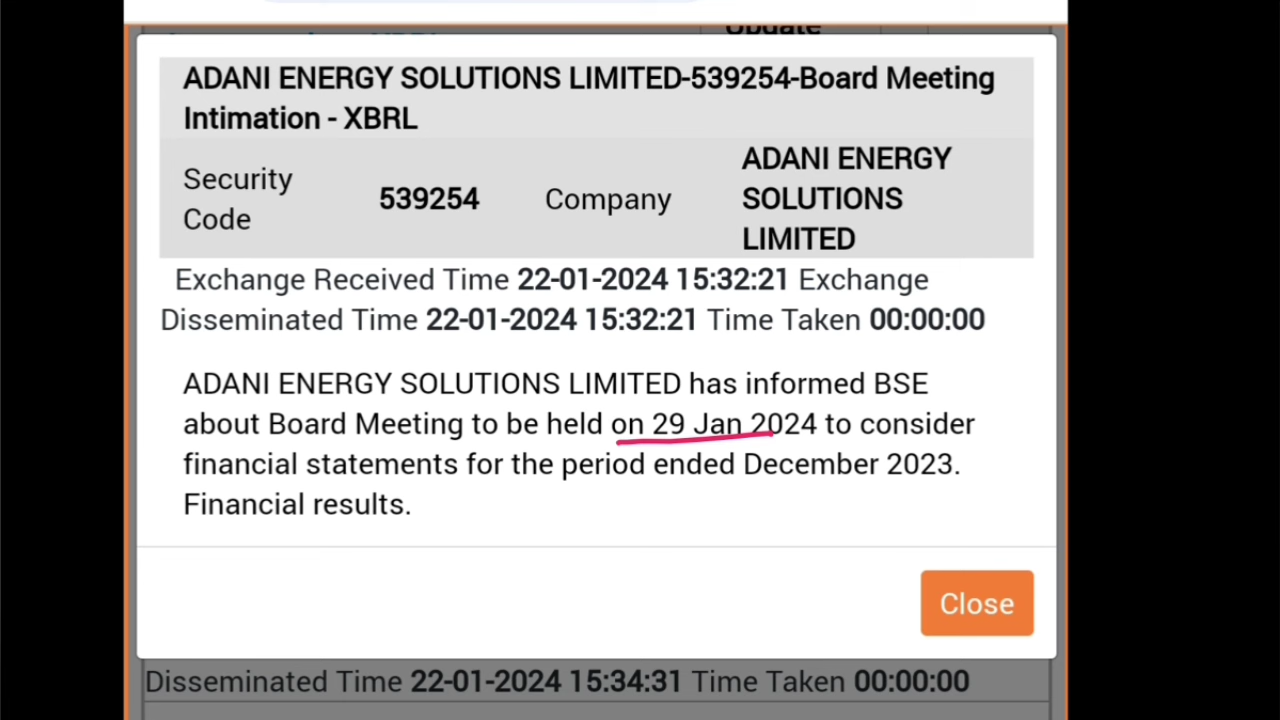 Update
ADANI ENERGY SOLUTIONS LIMITED-539254-Board Meeting
Intimation - XBRL
Security
Code
539254
Company
ADANI ENERGY
SOLUTIONS
LIMITED
Exchange Received Time 22-01-2024 15:32:21 Exchange
Disseminated Time 22-01-2024 15:32:21 Time Taken 00:00:00
ADANI ENERGY SOLUTIONS LIMITED has informed BSE
about Board Meeting to be held on 29 Jan 2024 to consider
financial statements for the period ended December 2023.
Financial results.
Close
Disseminated Time 22-01-2024 15:34:31 Time Taken 00:00:00